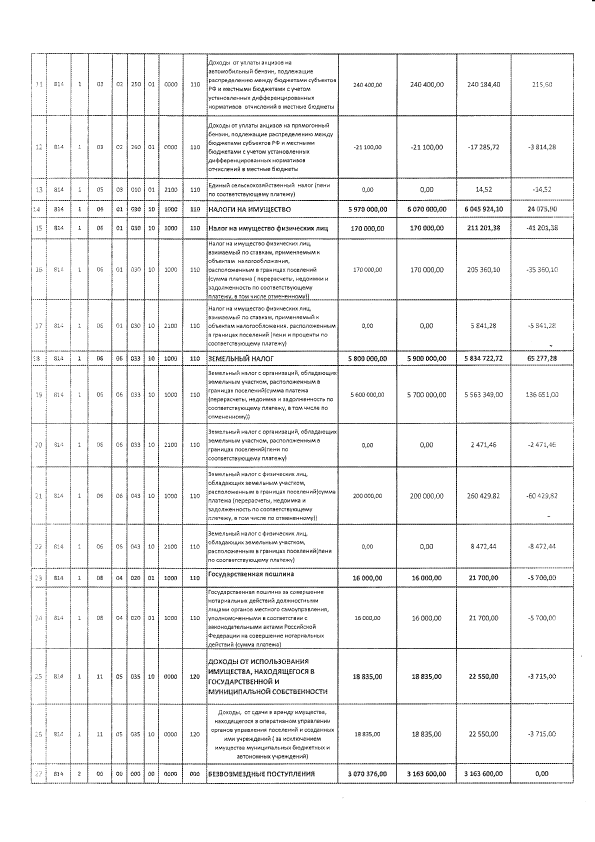 Доходы от уплаты акцизов на
автомобильный бензин, подлежащие
распределению между бюджетами субъектов
РФ и местными бюджетами с учетом
установленных дифференцированных
нормативов отчислений в местные бюджеты
11 814 1 03 02 250 01 0000 110 240 400,00 240 400,00 240 184,40 215,60
Доходы от уплаты акцизов на прямогонный
бензин, подлежащие распределению между
бюджетами субъектов РФ и местными
бюджетами с учетом установленных
дифференцированных нормативов
отчислений в местные бюджеты
12 814 1 03 02 260 01 0000 110 -21 100,00 -21 100,00 -17 285,72 -3 814,28
13 814 1 05 03 010 01 2100 110 Единый сельскохозяйственный налог (пени
по соответствующему платежу) 0,00 0,00 14,52 -14,52
14 814 1 06 01 030 10 1000 110 НАЛОГИ НА ИМУЩЕСТВО 5 970 000,00 6 070 000,00 6 045 924,10 24 075,90
15 814 1 06 01 030 10 1000 110 Налог на имущество физических лиц 170 000,00 170 000,00 211 201,38 -41 201,38
Налог на имущество физических лиц,
взимаемый по ставкам, применяемым к
объектам налогообложения,
расположенным в границах поселений
(сумма платежа ( перерасчеты, недоимки и
задолженность по соответствующему
платежу, в том числе отмененному))
16 814 1 06 01 030 10 1000 110 170 000,00 170 000,00 205 360,10 -35 360,10
Налог на имущество физических лиц,
взимаемый по ставкам, применяемый к
объектам налогообложения, расположенным
в границах поселений (пени и проценты по
соответствующему платежу)
17 814 1 06 01 030 10 2100 110 0,00 0,00 5 841,28 -5 841,28
18 814 1 06 06 033 10 1000 110 ЗЕМЕЛЬНЫЙ НАЛОГ 5 800 000,00 5 900 000,00 5 834 722,72 65 277,28
Земельный налог с организаций, обладающих
земельным участком, расположенным в
границах поселений(сумма платежа
(перерасчеты, недоимка и задолженность по
соответствующему платежу, в том числе по
отмененному))
19 814 1 06 06 033 10 1000 110 5 600 000,00 5 700 000,00 5 563 349,00 136 651,00
Земельный налог с организаций, обладающих
земельным участком, расположенным в
границах поселений(пени по
соответствующему платежу)
20 814 1 06 06 033 10 2100 110 0,00 0,00 2 471,46 -2 471,46
Земельный налог с физических лиц,
обладающих земельным участком,
расположенным в границах поселений(сумма
платежа (перерасчеты, недоимка и
задолженность по соответствующему
платежу, в том числе по отмененному))
21 814 1 06 06 043 10 1000 110 200 000,00 200 000,00 260 429,82 -60 429,82
Земельный налог с физических лиц,
обладающих земельным участком,
расположенным в границах поселений(пени
по соответствующему платежу)
22 814 1 06 06 043 10 2100 110 0,00 0,00 8 472,44 -8 472,44
23 814 1 08 04 020 01 1000 110 Государственная пошлина 16 000,00 16 000,00 21 700,00 -5 700,00
Государственная пошлина за совершение
нотариальных действий должностными
лицами органов местного самоуправления,
уполномоченными в соответствии с
законодательными актами Российской
Федерации на совершение нотариальных
действий (сумма платежа)
24 814 1 08 04 020 01 1000 110 16 000,00 16 000,00 21 700,00 -5 700,00
ДОХОДЫ ОТ ИСПОЛЬЗОВАНИЯ
ИМУЩЕСТВА, НАХОДЯЩЕГОСЯ В
ГОСУДАРСТВЕННОЙ И
МУНИЦИПАЛЬНОЙ СОБСТВЕННОСТИ
25 814 1 11 05 035 10 0000 120 18 835,00 18 835,00 22 550,00 -3 715,00
Доходы, от сдачи в аренду имущества,
находящегося в оперативном управлении
органов управления поселений и созданных
ими учреждений ( за исключением
имущества муниципальных бюджетных и
автономных учреждений)
26 814 1 11 05 035 10 0000 120 18 835,00 18 835,00 22 550,00 -3 715,00
27 814 2 00 00 000 00 0000 000 БЕЗВОЗМЕЗДНЫЕ ПОСТУПЛЕНИЯ 3 070 376,00 3 163 600,00 3 163 600,00 0,00